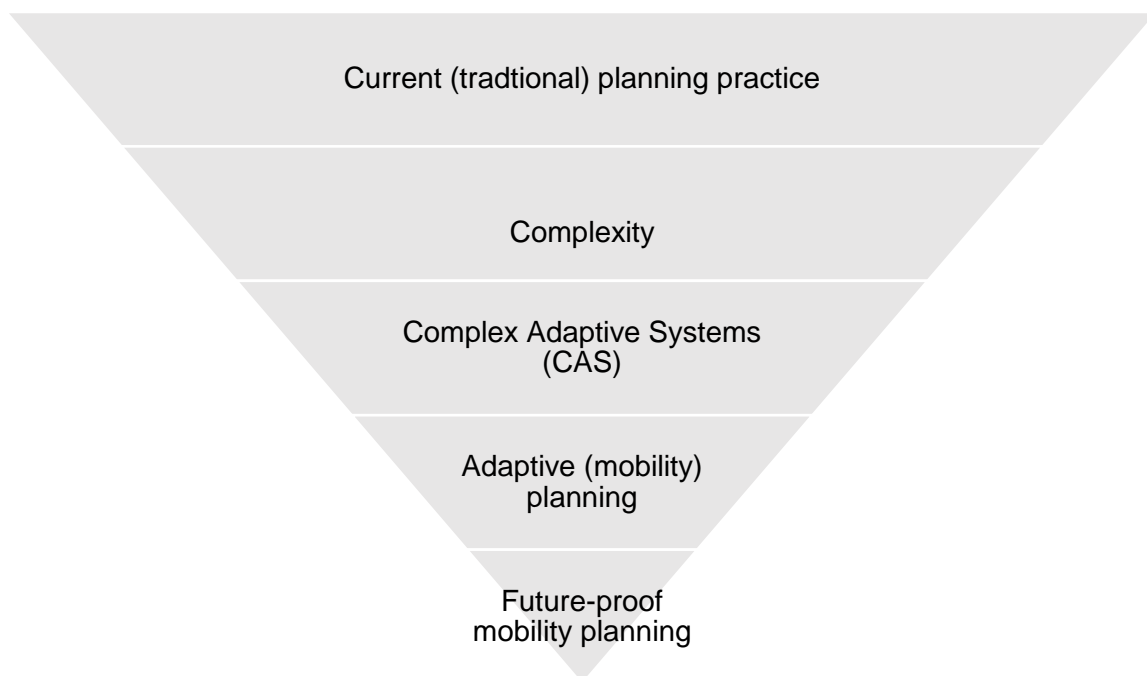 Current (tradtional) planning practice
Complexity
Complex Adaptive Systems
(CAS)
Adaptive (mobility)
planning
Future-proof
mobility planning